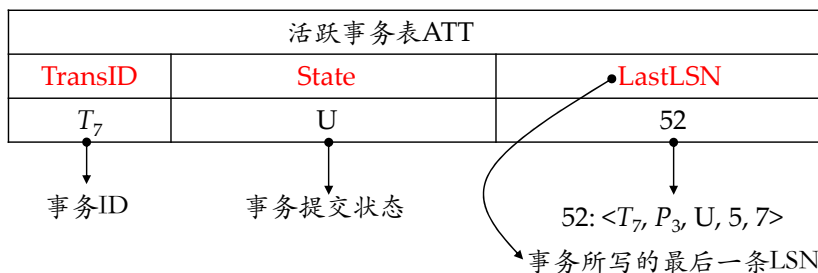 活跃事务表ATT
TransID State LastLSN
T₇ U 52
事务ID 事务提交状态 52: <T₇, P₃, U, 5, 7>
事务所写的最后一条LSN